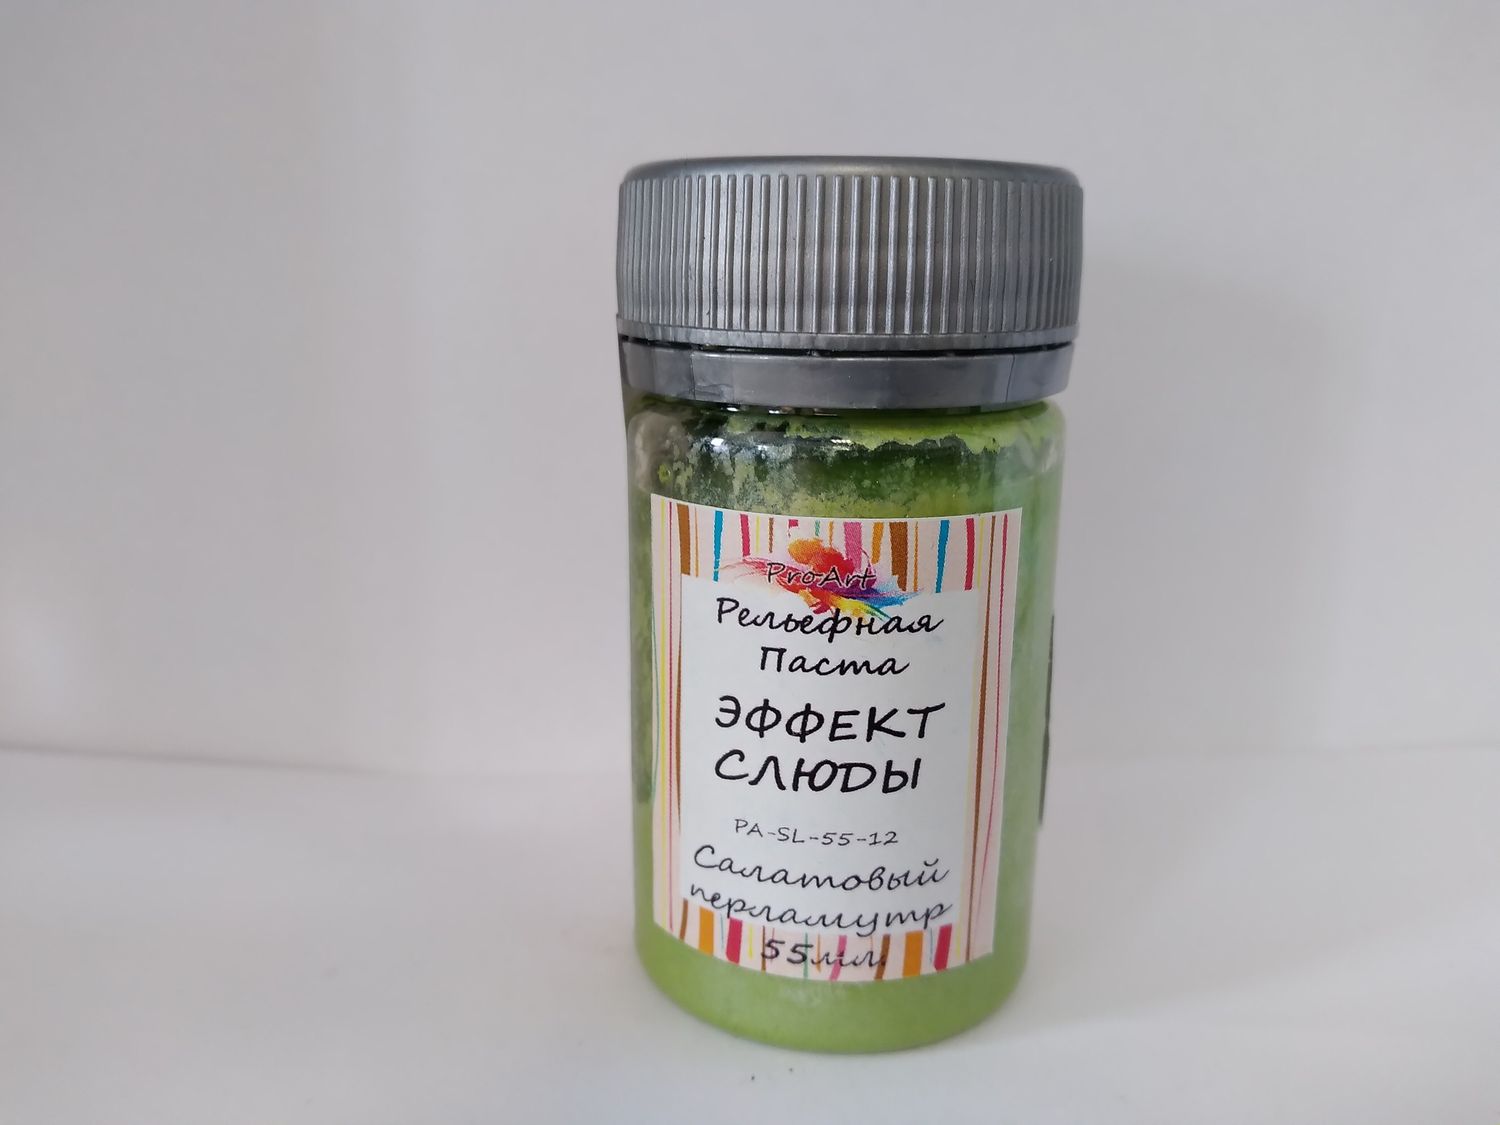 ProArt
Рельефная
Паста
ЭФФЕКТ
СЛЮДЫ
PA-SL-55-12
Салатовый
перламутр
55мл.